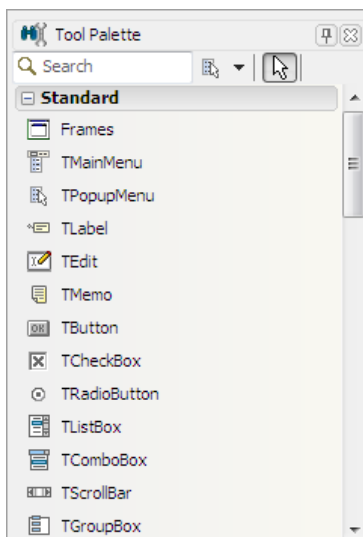 Tool Palette
Search
Standard
Frames
TMainMenu
TPopupMenu
TLabel
TEdit
TMemo
OK TButton
TCheckBox
TRadioButton
TListBox
TComboBox
TScrollBar
TGroupBox